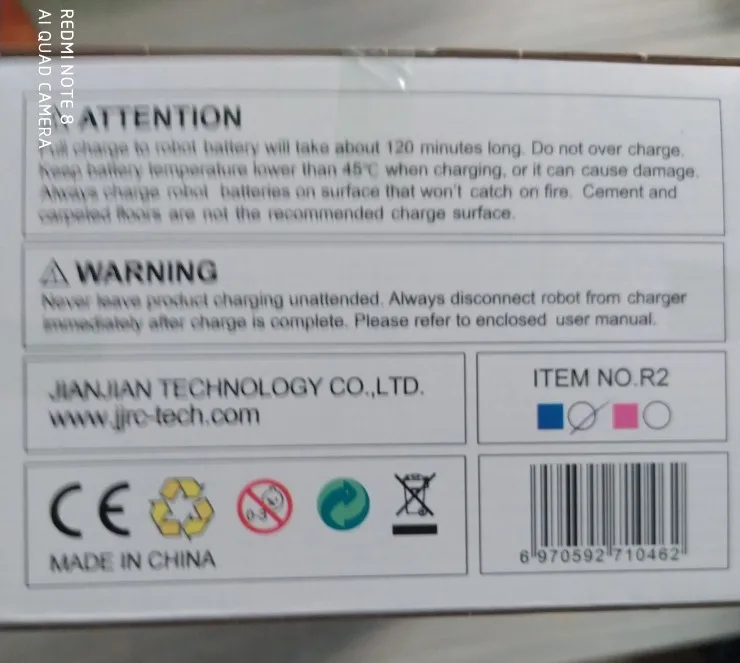 REDMI NOTE 8
AI QUAD CAMERA
ATTENTION
Full charge to robot battery will take about 120 minutes long. Do not over charge.
Keep battery temperature lower than 45℃ when charging, or it can cause damage.
Always charge robot batteries on surface that won't catch on fire. Cement and
carpeted floors are not the recommended charge surface.
WARNING
Never leave product charging unattended. Always disconnect robot from charger
immediately after charge is complete. Please refer to enclosed user manual.
JIANJIAN TECHNOLOGY CO.,LTD.
www.jjrc-tech.com
ITEM NO.R2
CE
0-3
MADE IN CHINA
6 970592 710462